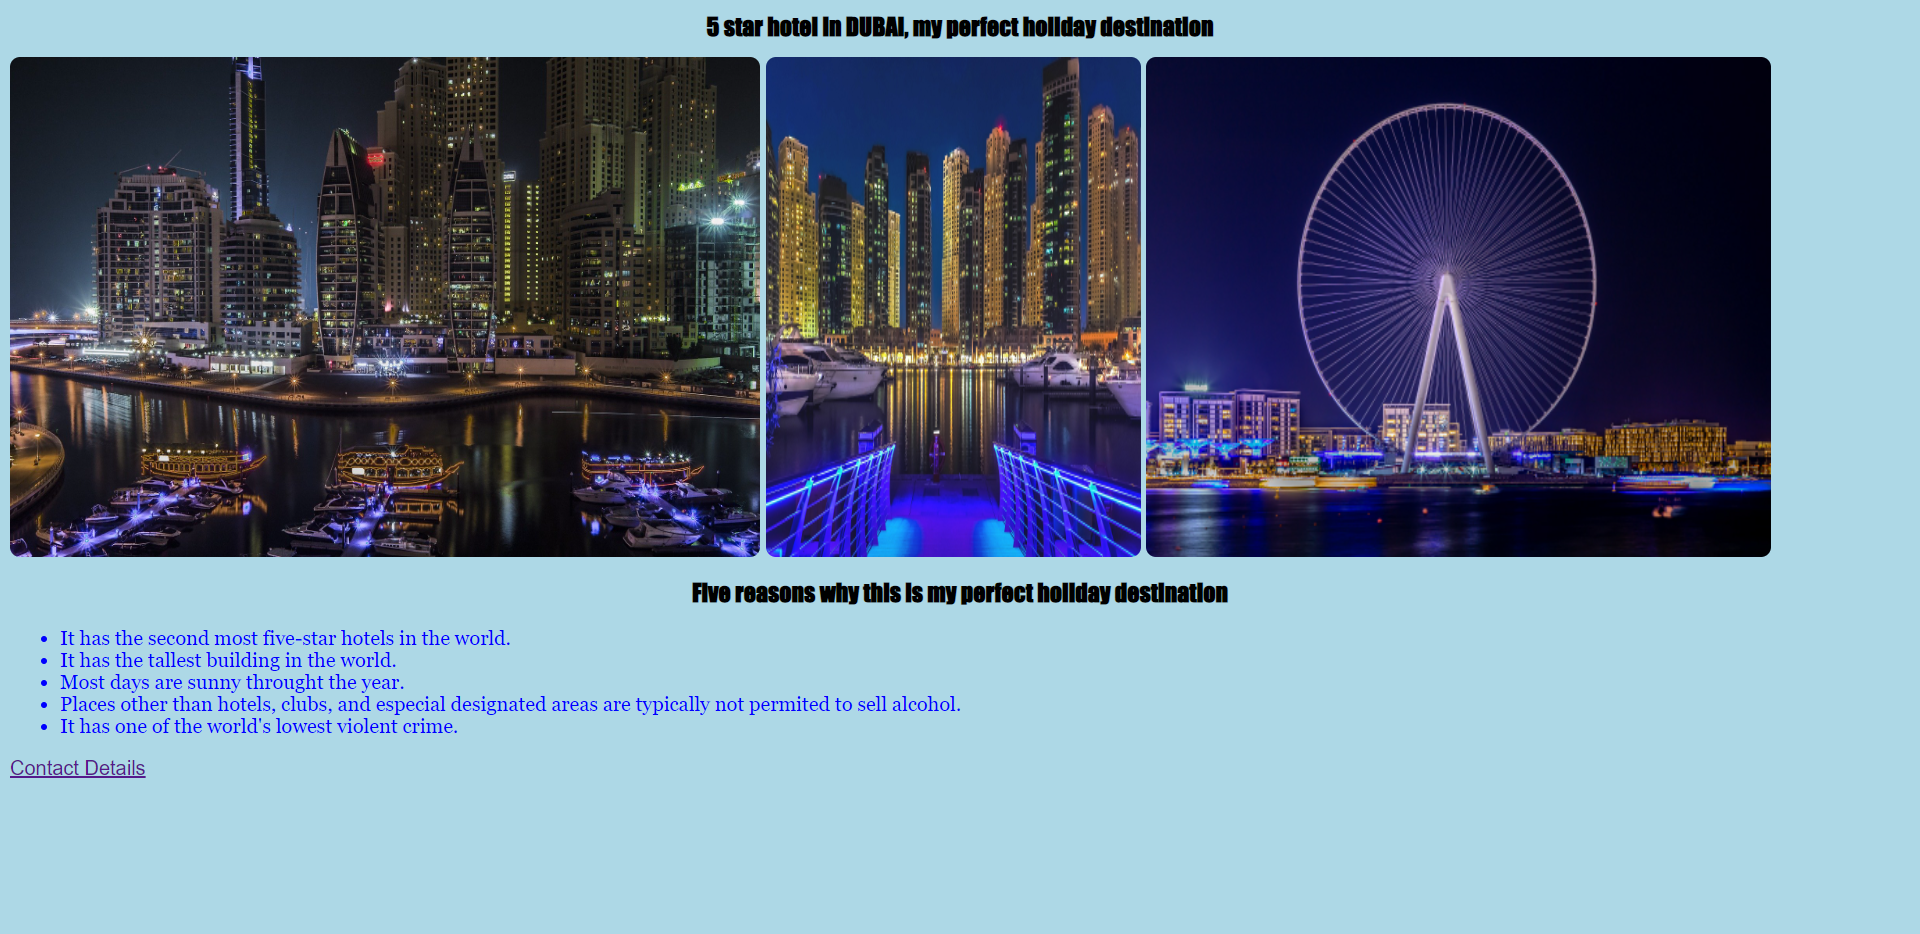 5 star hotel in DUBAI, my perfect holiday destination
Five reasons why this is my perfect holiday destination
• It has the second most five-star hotels in the world.
• It has the tallest building in the world.
• Most days are sunny throught the year.
• Places other than hotels, clubs, and especial designated areas are typically not permited to sell alcohol.
• It has one of the world's lowest violent crime.
Contact Details